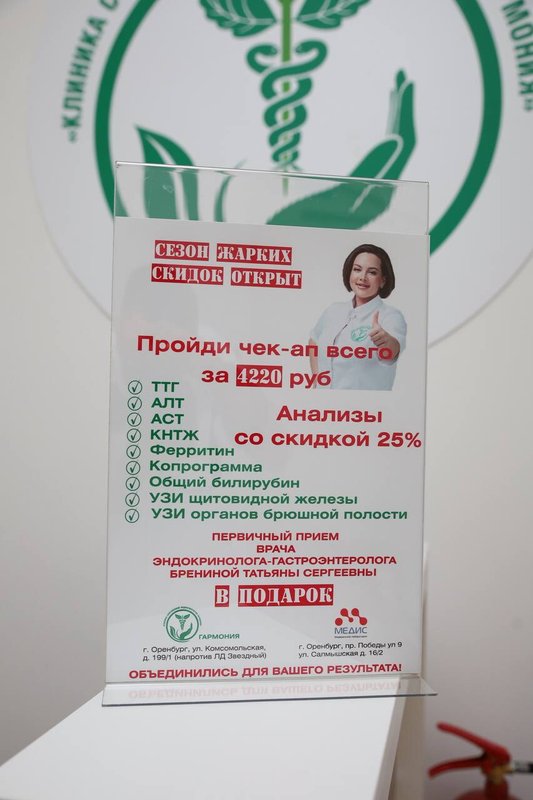 «КЛИНИКА С
МОНИЯ»
СЕЗОН ЖАРКИХ
СКИДОК ОТКРЫТ
Пройди чек-ап всего
за 4220 руб
ТТГ
АЛТ
АСТ
КНТЖ
Ферритин
Копрограмма
Общий билирубин
УЗИ щитовидной железы
УЗИ органов брюшной полости
Анализы
со скидкой 25%
ПЕРВИЧНЫЙ ПРИЕМ
ВРАЧА
ЭНДОКРИНОЛОГА-ГАСТРОЭНТЕРОЛОГА
БРЕНИНОЙ ТАТЬЯНЫ СЕРГЕЕВНЫ
В ПОДАРОК
ГАРМОНИЯ
г. Оренбург, ул. Комсомольская,
д. 199/1 (напротив ЛД Звездный)
МЕДИС
г. Оренбург, пр. Победы ул 9
ул. Салмышская д. 16/2
ОБЪЕДИНИЛИСЬ ДЛЯ ВАШЕГО РЕЗУЛЬТАТА!